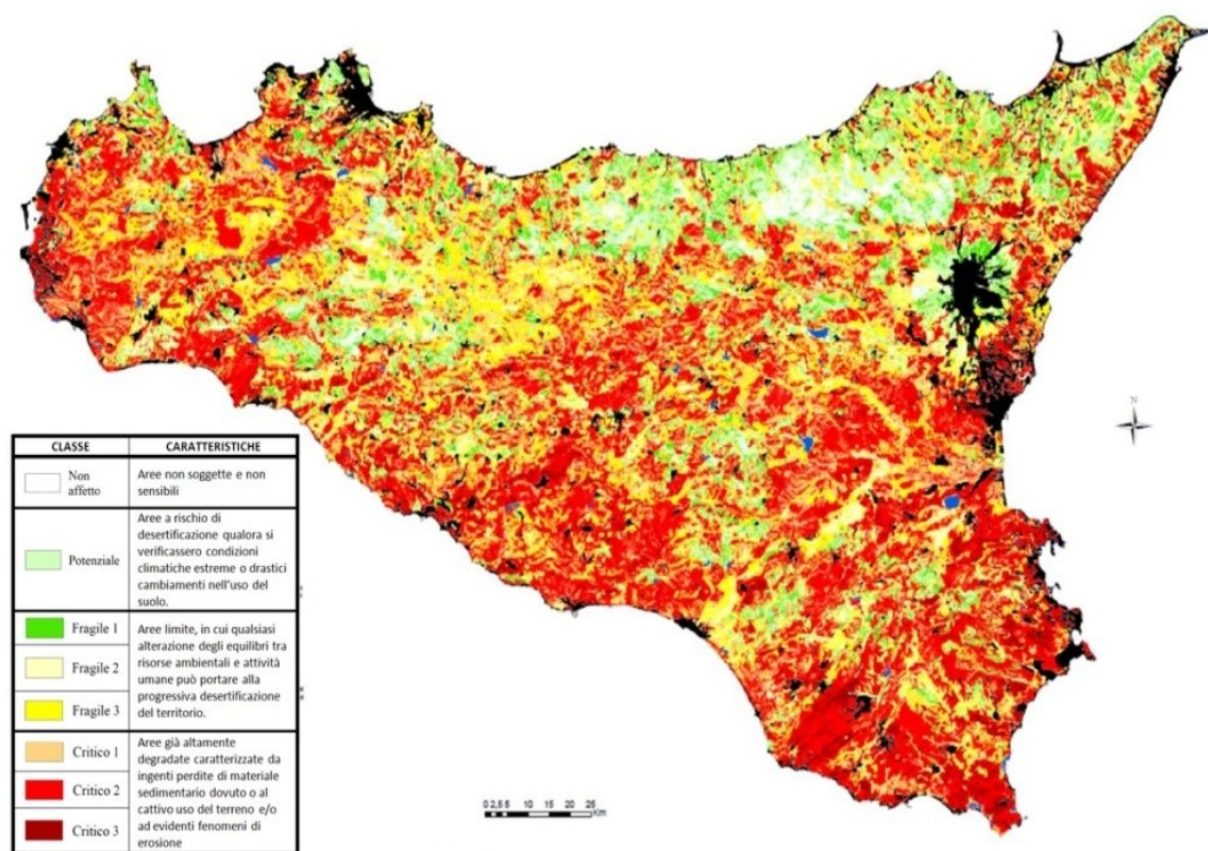 CLASSE CARATTERISTICHE
Non
affetto
Aree non soggette e non
sensibili
Potenziale
Aree a rischio di
desertificazione qualora si
verificassero condizioni
climatiche estreme o drastici
cambiamenti nell'uso del
suolo.
Fragile 1
Fragile 2
Fragile 3
Aree limite, in cui qualsiasi
alterazione degli equilibri tra
risorse ambientali e attività
umane può portare alla
progressiva desertificazione
del territorio.
Critico 1
Critico 2
Critico 3
Aree già altamente
degradate caratterizzate da
ingenti perdite di materiale
sedimentario dovuto o al
cattivo uso del terreno e/o
ad evidenti fenomeni di
erosione
N
0 2,5 5 10 15 20 25
Km